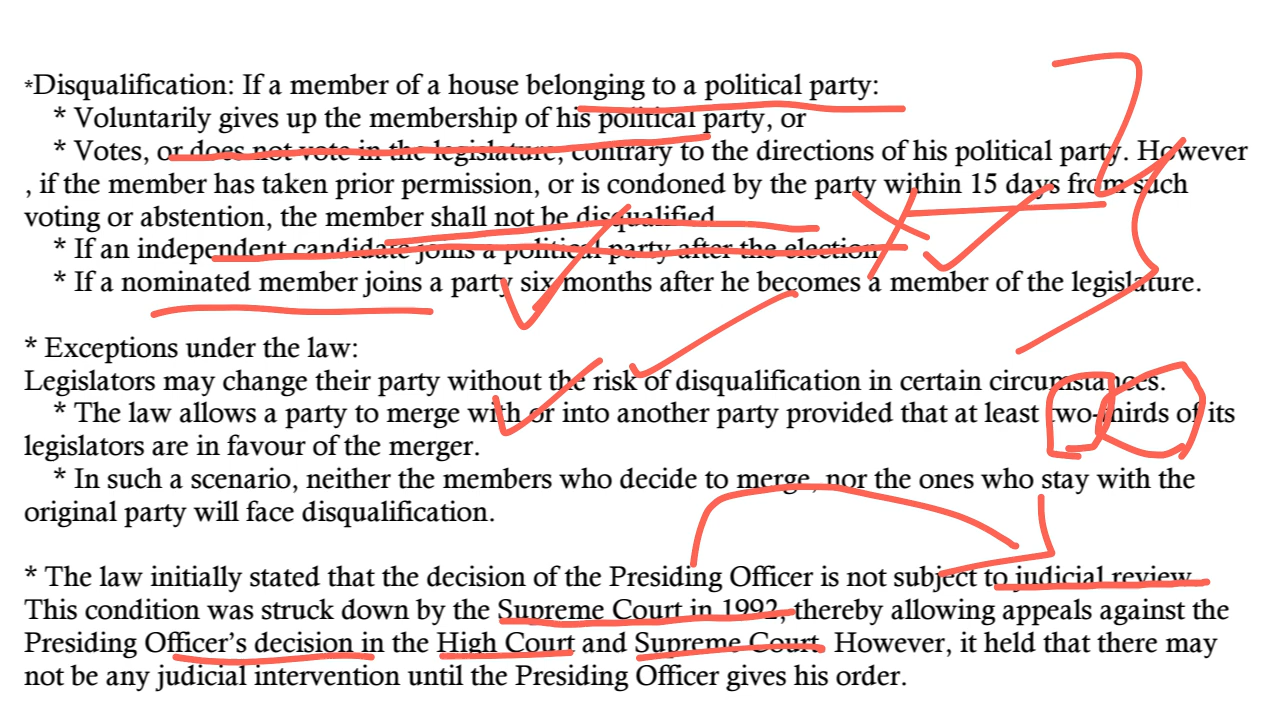 *Disqualification: If a member of a house belonging to a political party:
* Voluntarily gives up the membership of his political party, or
* Votes, or does not vote in the legislature, contrary to the directions of his political party. However
, if the member has taken prior permission, or is condoned by the party within 15 days from such
voting or abstention, the member shall not be disqualified.
* If an independent candidate joins a political party after the election.
* If a nominated member joins a party six months after he becomes a member of the legislature.
* Exceptions under the law:
Legislators may change their party without the risk of disqualification in certain circumstances.
* The law allows a party to merge with or into another party provided that at least two-thirds of its
legislators are in favour of the merger.
* In such a scenario, neither the members who decide to merge, nor the ones who stay with the
original party will face disqualification.
* The law initially stated that the decision of the Presiding Officer is not subject to judicial review.
This condition was struck down by the Supreme Court in 1992, thereby allowing appeals against the
Presiding Officer's decision in the High Court and Supreme Court. However, it held that there may
not be any judicial intervention until the Presiding Officer gives his order.